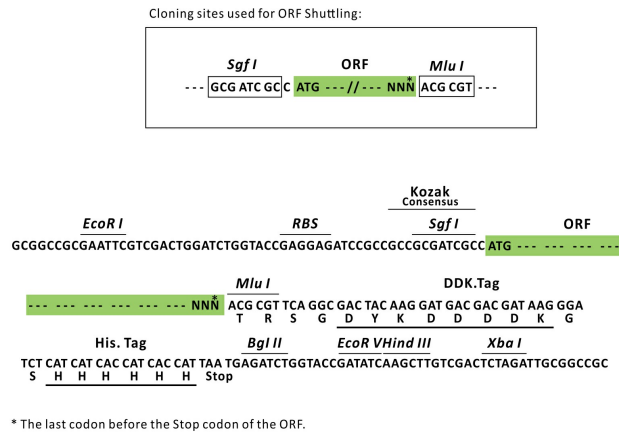 Cloning sites used for ORF Shuttling:
Sgf I ORF Mlu I
--- GCG ATC GCC ATG ---//--- NNN* ACG CGT ---
Kozak
Consensus
EcoR I RBS Sgf I ORF
GCGGCCGCGAATTCGTCGACTGGATCTGGTACCGAGGAGATCCGCCGCCGCGATCGCC ATG --- --- --- ---
Mlu I DDK.Tag
--- --- --- --- --- --- NNN* ACG CGT TCA GGC GAC TAC AAG GAT GAC GAC GAT AAG GGA
T R S G D Y K D D D D K G
His. Tag Bgl II EcoR V Hind III Xba I
TCT CAT CAT CAC CAT CAC CAT TAA TGAGATCTGGTACCGATATCAAGCTTGTCGACTCTAGATTGCGGCCGC
S H H H H H H Stop
* The last codon before the Stop codon of the ORF.